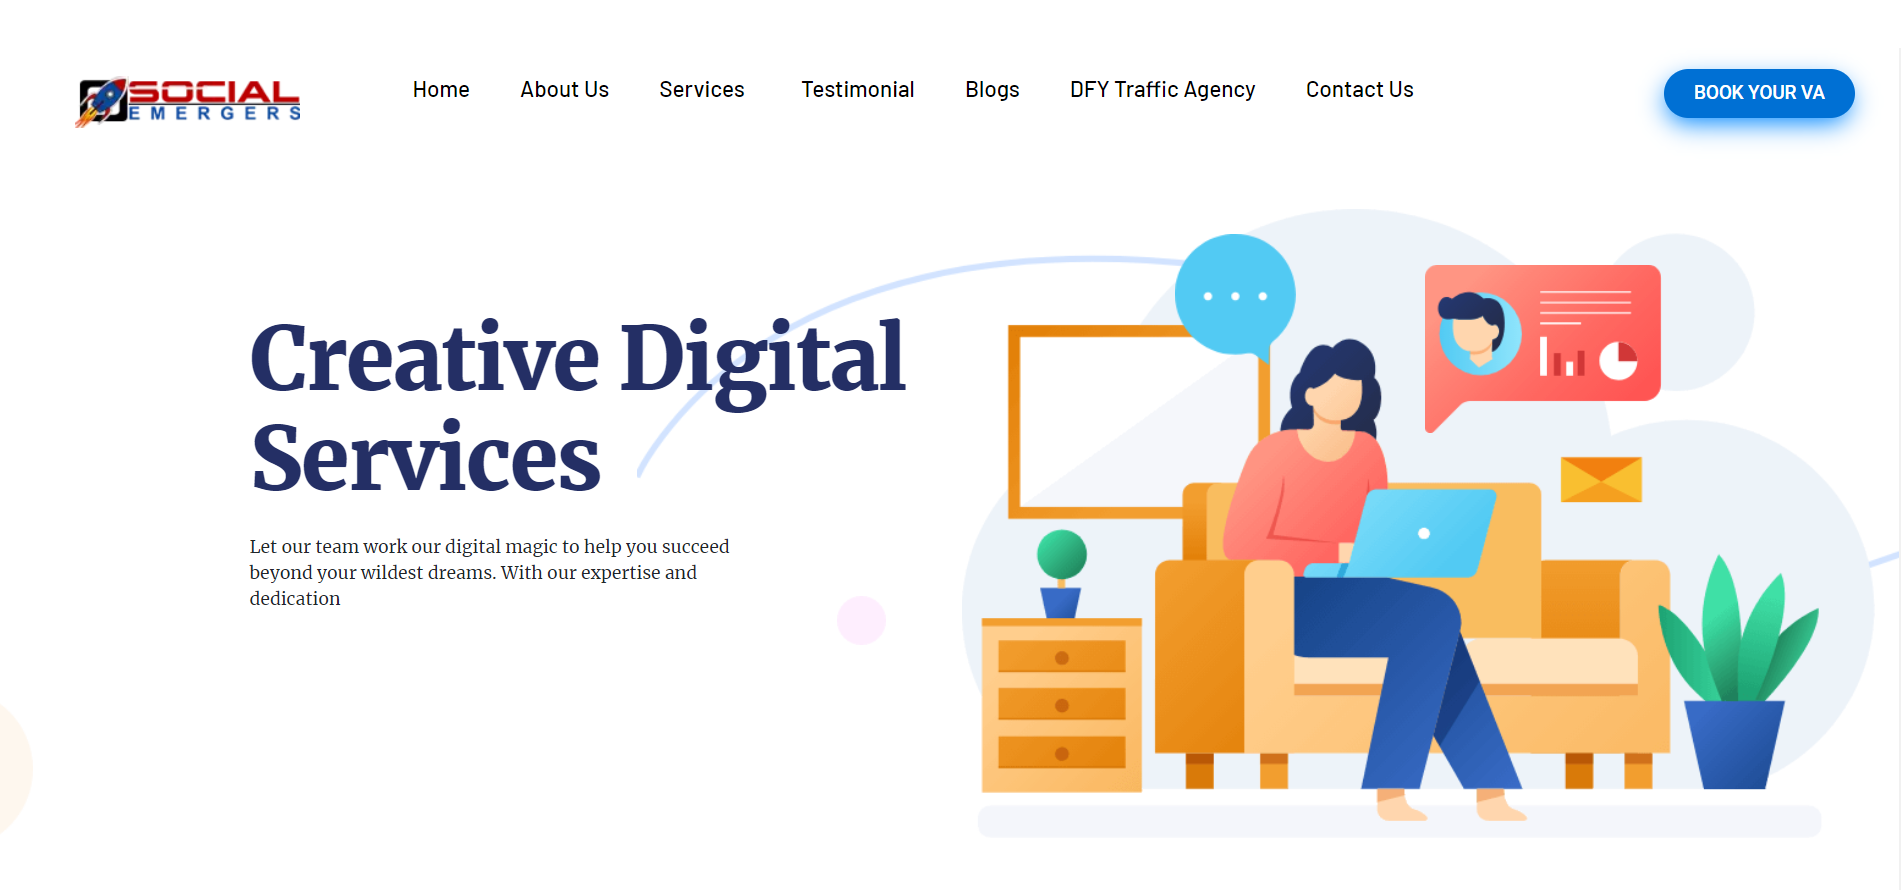 SOCIAL
EMERGERS
Home
About Us
Services
Testimonial
Blogs
DFY Traffic Agency
Contact Us
BOOK YOUR VA
Creative Digital
Services
Let our team work our digital magic to help you succeed
beyond your wildest dreams. With our expertise and
dedication